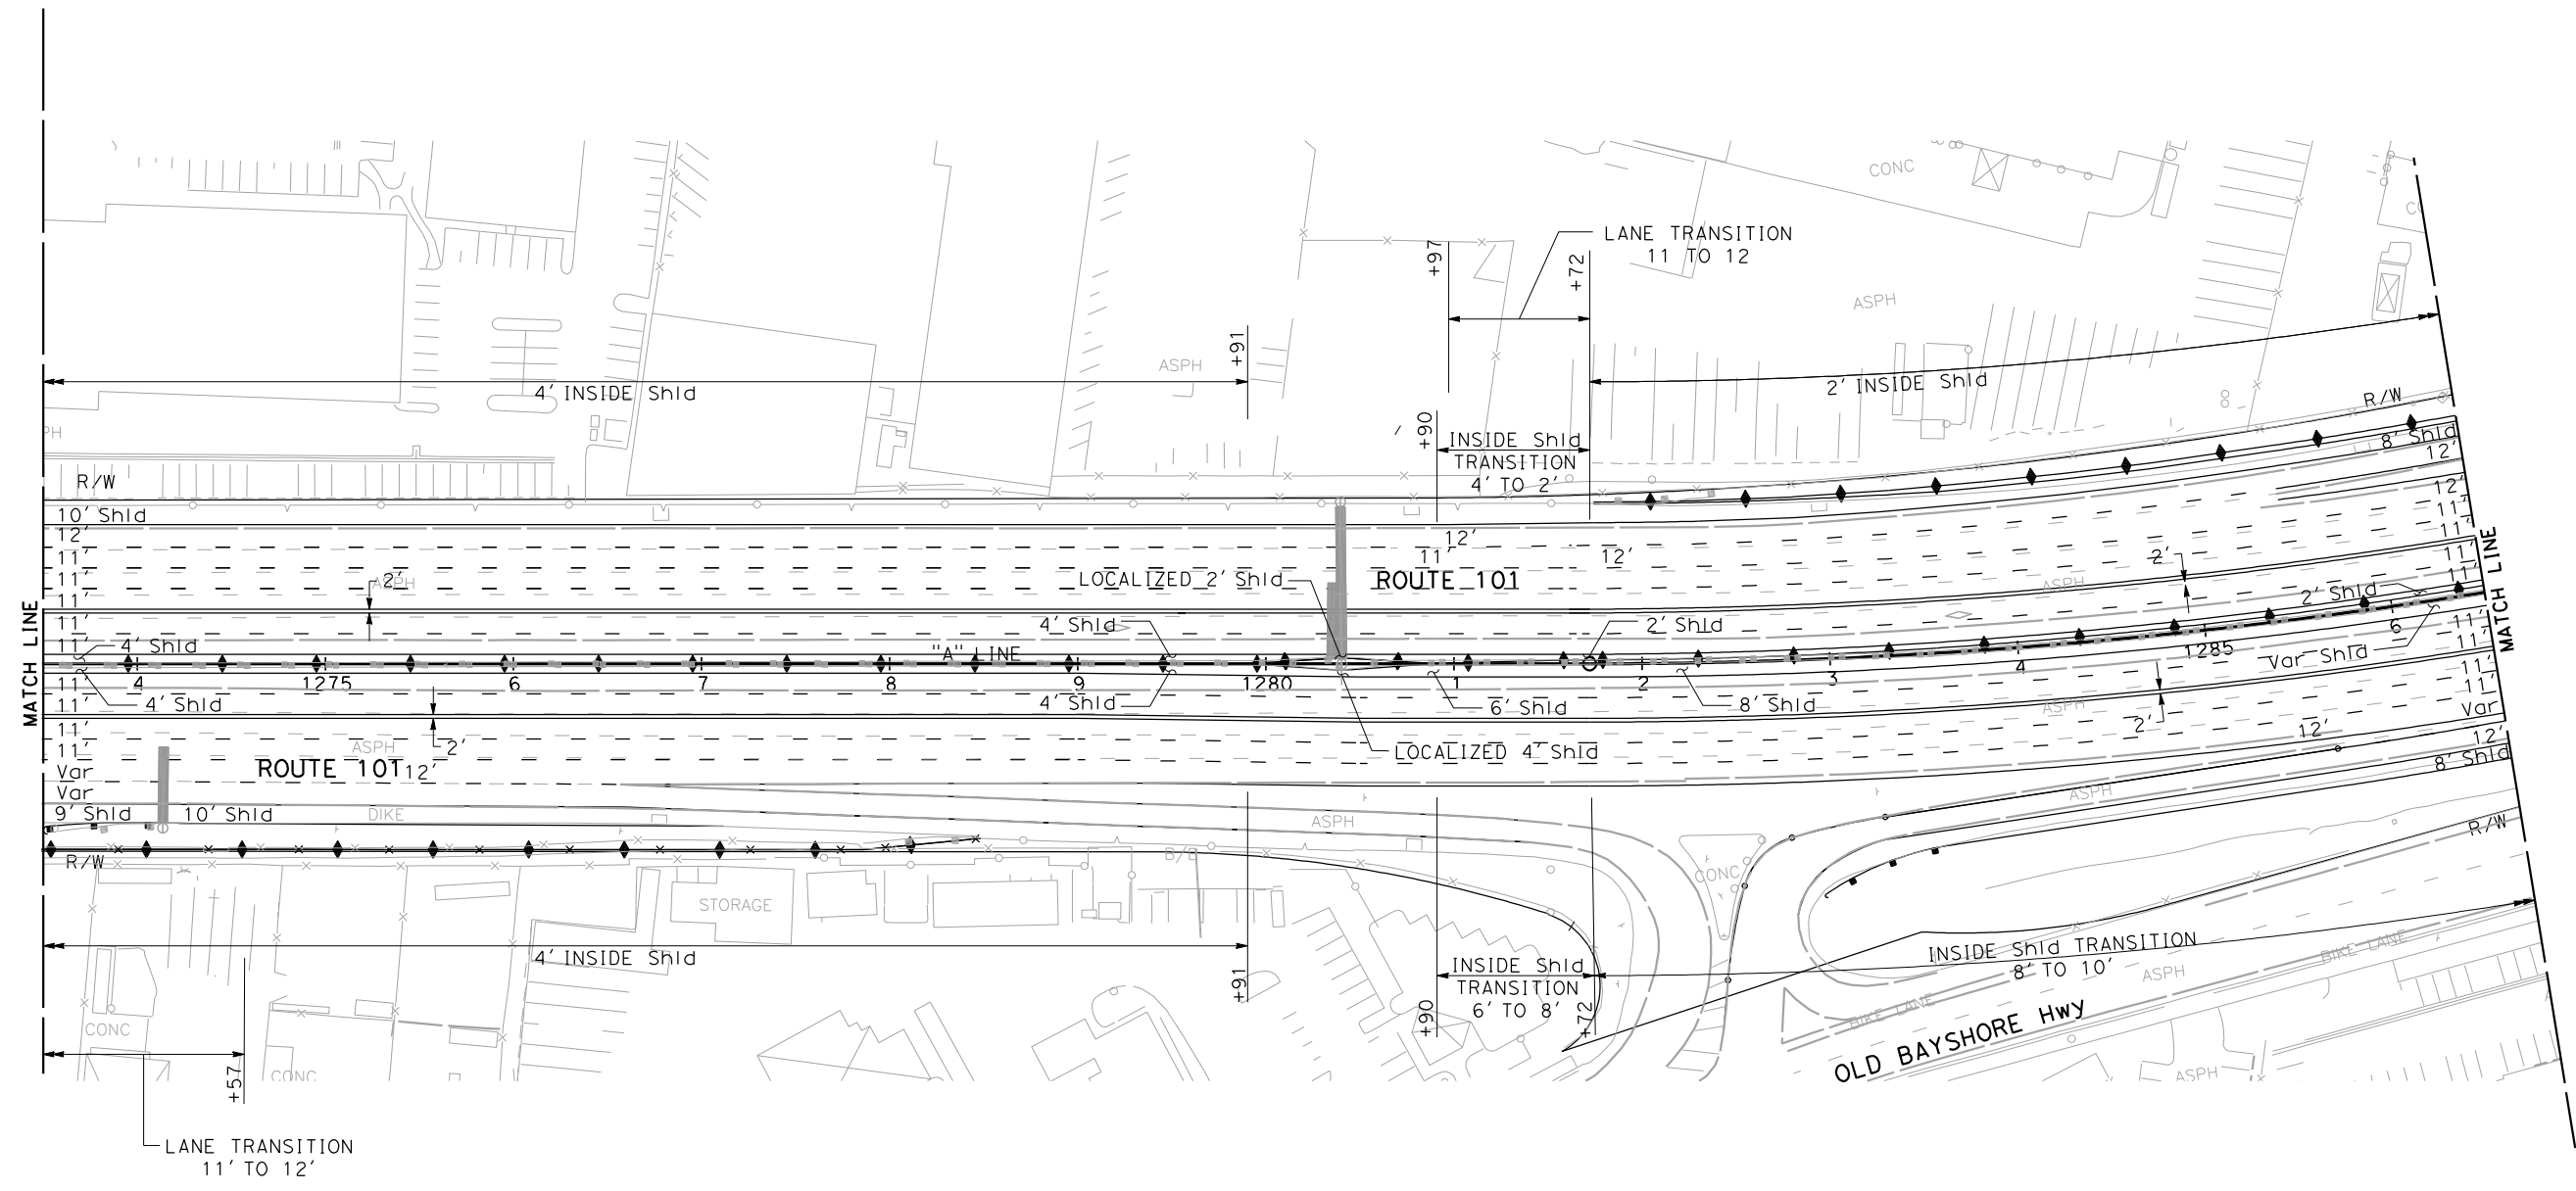 CONC
+97
LANE TRANSITION
11 TO 12
+72
ASPH
+91
ASPH
4' INSIDE Shld
2' INSIDE Shld
R/W
PH
+90
INSIDE Shld
TRANSITION
4' TO 2'
8' Shld
12'
R/W
10' Shld
12'
12'
11'
12'
12'
11'
11'
11'
11'
11'
11'
11'
11'
ASPH
2'
LOCALIZED 2' Shld
ROUTE 101
2'
ASPH
2' Shld
MATCH LINE
MATCH LINE
11'
4' Shld
4' Shld
"A" LINE
2' Shld
4
1275
6
7
8
9
1280
1
2
3
4
1285
6
Var Shld
11'
11'
11'
11'
11'
11'
11'
11'
4' Shld
4' Shld
6' Shld
8' Shld
ASPH
2'
Var
2'
ASPH
LOCALIZED 4' Shld
12'
12'
Var
Var
ROUTE 101
12'
8' Shld
9' Shld
10' Shld
DIKE
ASPH
ASPH
R/W
R/W
B/B
CONC
STORAGE
4' INSIDE Shld
+91
INSIDE Shld
TRANSITION
6' TO 8'
+90
+72
INSIDE Shld TRANSITION
8' TO 10'
BIKE LANE
ASPH
BIKE LANE
OLD BAYSHORE Hwy
ASPH
CONC
CONC
+57
LANE TRANSITION
11' TO 12'